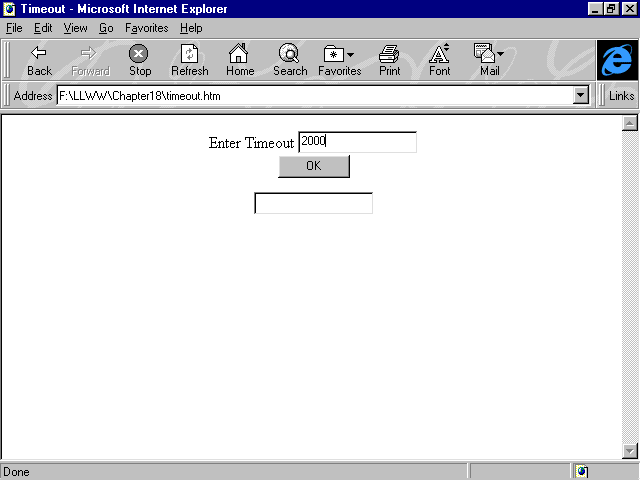 Timeout - Microsoft Internet Explorer
File Edit View Go Favorites Help
Back Forward Stop Refresh Home Search Favorites Print Font Mail
Address F:\LLWW\Chapter18\timeout.htm Links
Enter Timeout 2000
OK
Done